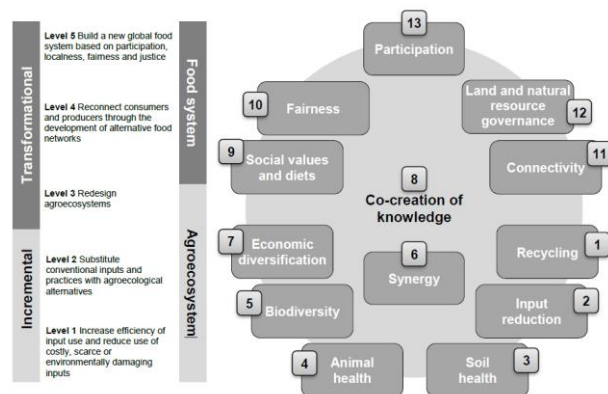 Transformational
Incremental
Level 5 Build a new global food
system based on participation,
localness, fairness and justice
Level 4 Reconnect consumers
and producers through the
development of alternative food
networks
Level 3 Redesign
agroecosystems
Level 2 Substitute
conventional inputs and
practices with agroecological
alternatives
Level 1 Increase efficiency of
input use and reduce use of
costly, scarce or
environmentally damaging
inputs
Food system
Agroecosystem
13
Participation
10
Fairness
Land and natural
resource
governance
12
9
Social values
and diets
11
Connectivity
8
Co-creation of
knowledge
7
Economic
diversification
6
Synergy
1
Recycling
5
Biodiversity
2
Input
reduction
4
Animal
health
3
Soil
health